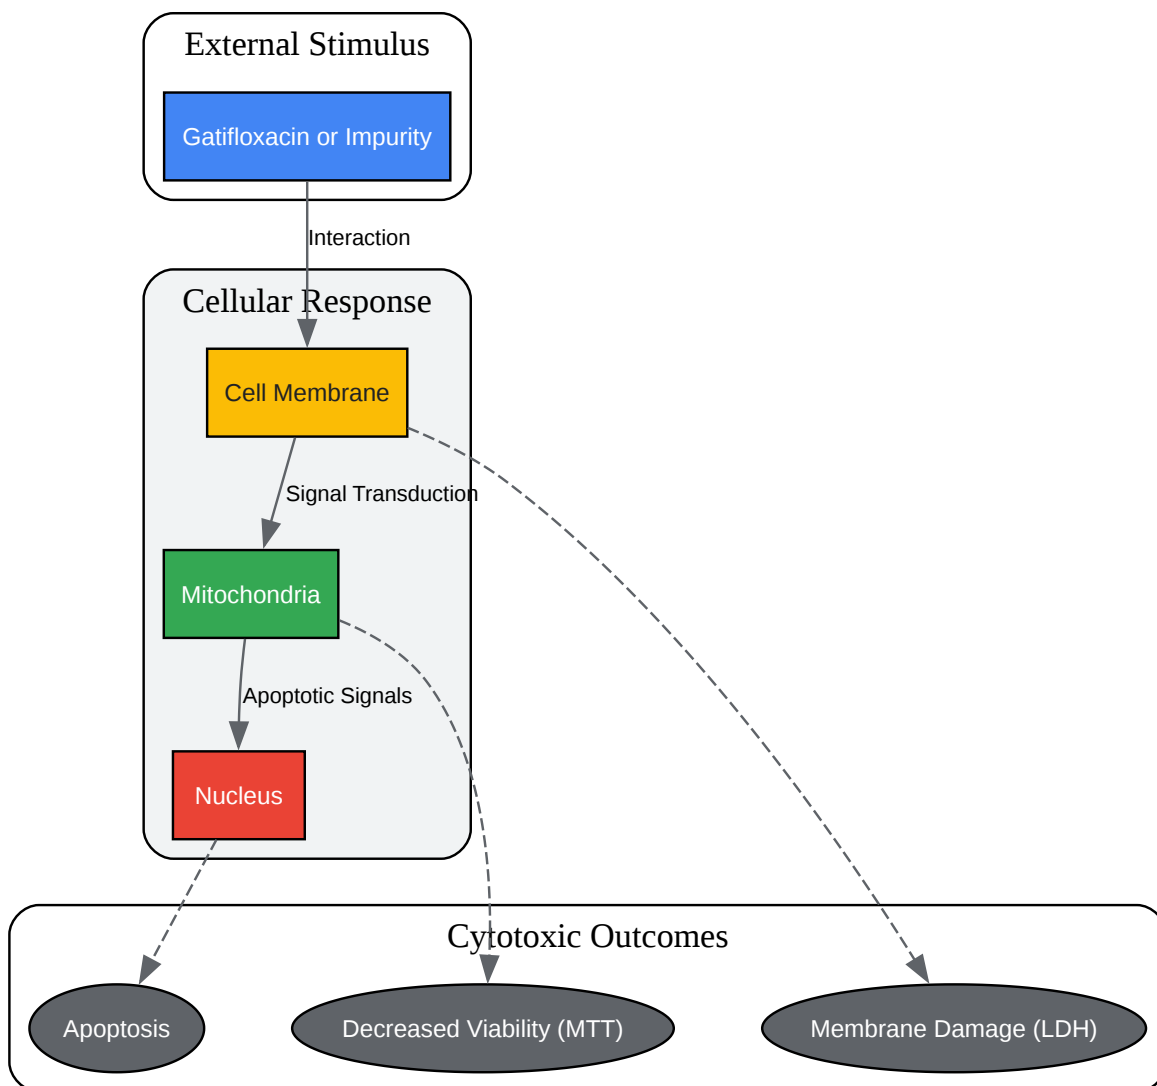 External Stimulus
Gatifloxacin or Impurity
Interaction
Cellular Response
Cell Membrane
Signal Transduction
Mitochondria
Apoptotic Signals
Nucleus
Cytotoxic Outcomes
Apoptosis
Decreased Viability (MTT)
Membrane Damage (LDH)